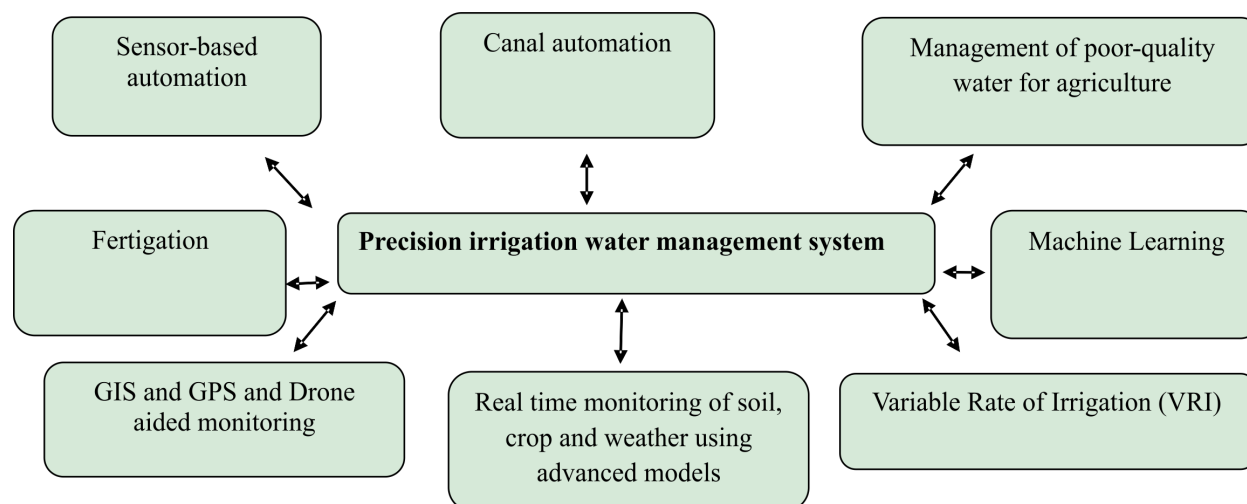 Sensor-based
automation
Canal automation
Management of poor-quality
water for agriculture
Fertigation
Precision irrigation water management system
Machine Learning
GIS and GPS and Drone
aided monitoring
Real time monitoring of soil,
crop and weather using
advanced models
Variable Rate of Irrigation (VRI)